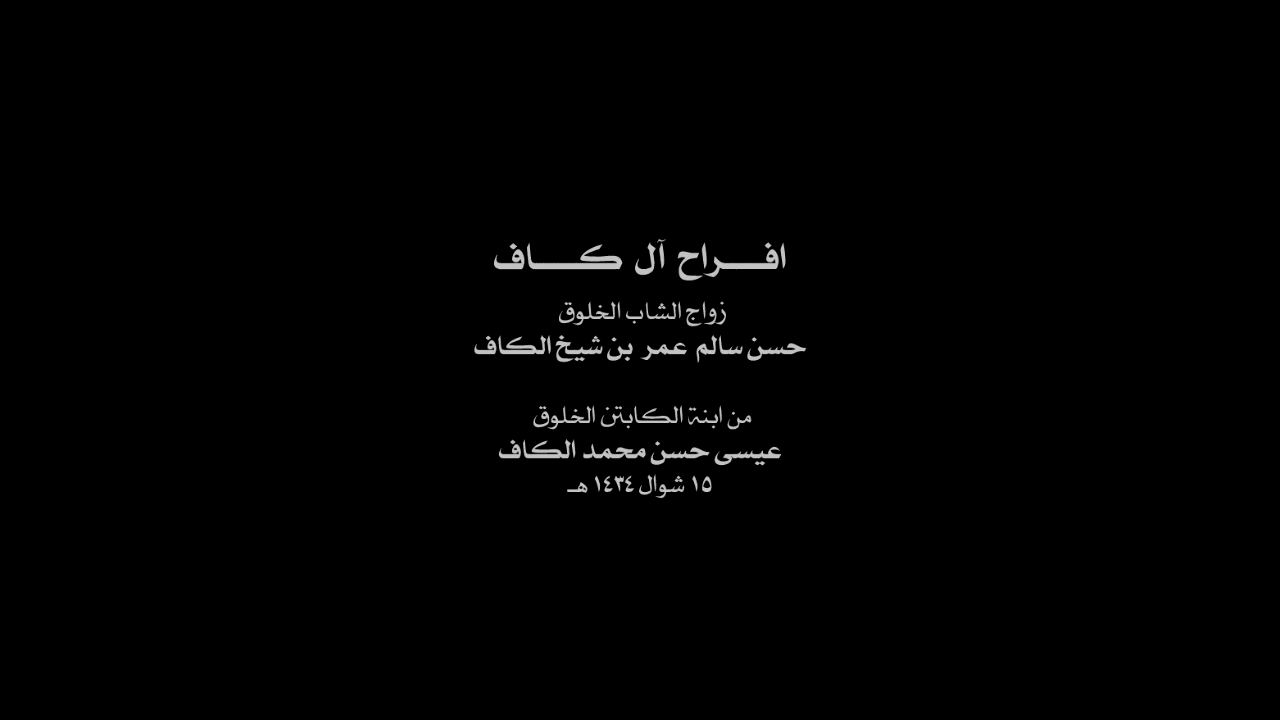 افـــراح آل كـــاف
زواج الشاب الخلوق
حسن سالم عمر بن شيخ الكاف
من ابنة الكابتن الخلوق
عيسى حسن محمد الكاف
١٥ شوال ١٤٣٤ هـ